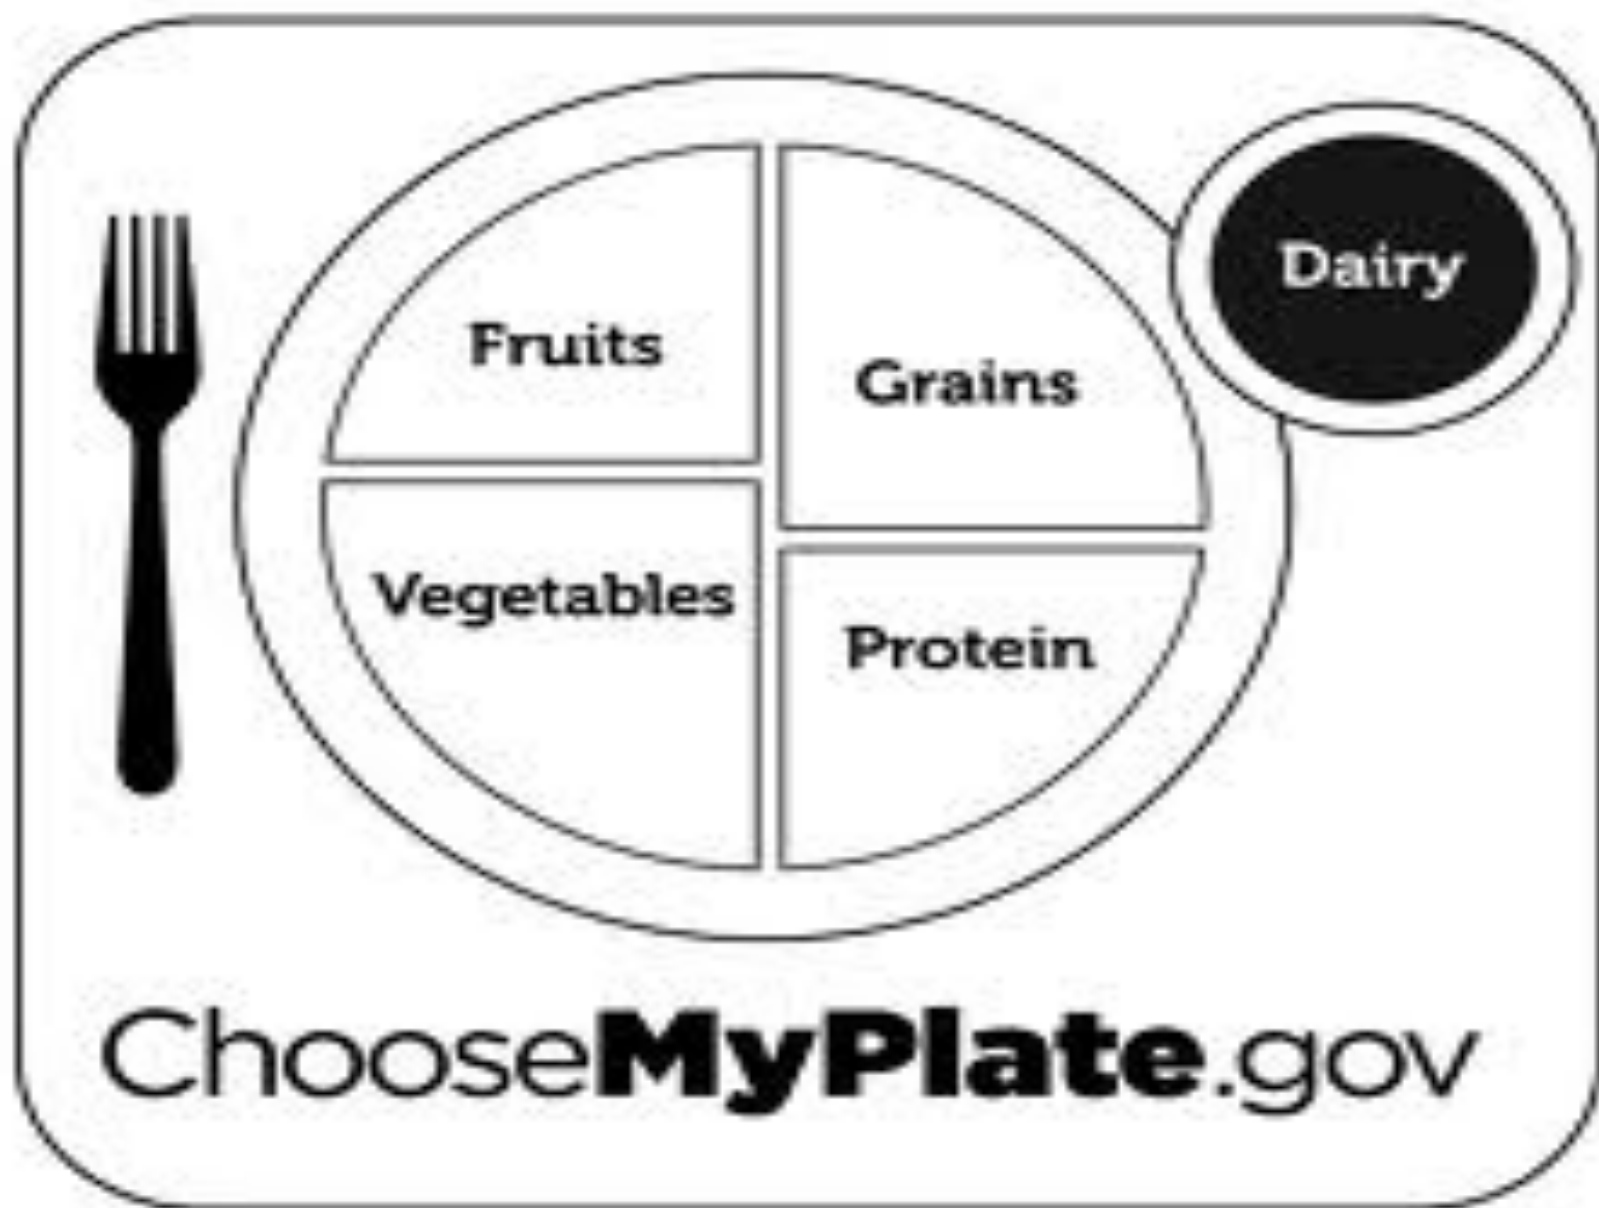 Dairy
Fruits
Grains
Vegetables
Protein
ChooseMyPlate.gov